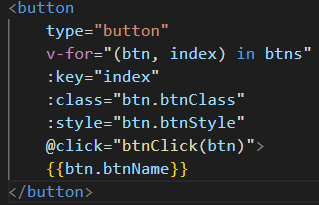 <button
type="button"
v-for="(btn, index) in btns"
:key="index"
:class="btn.btnClass"
:style="btn.btnStyle"
@click="btnClick(btn)">
{{btn.btnName}}
</button>